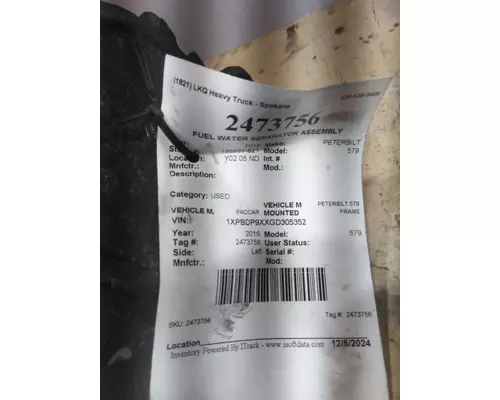 (1821) LKQ Heavy Truck - Spokane
2473756
FUEL WATER SEPARATOR ASSEMBLY
2016 Make: PETERBILT
Model: 579
Location: Y02 05 ND Int. #
Mnfctr.: Mod:
Description:
Category: USED
VEHICLE M. PACCAR VEHICLE M PETERBILT 579
MOUNTED FRAME
VIN: 1XPBDP9XXGD305352
Year: 2016 Model: 579
Tag #: 2473756 User Status:
Side: Left Serial #:
Mnfctr.: Mod:
SKU: 2473756 Tag #: 2473756
Location
Inventory Powered By ITrack - www.isoftdata.com 12/5/2024